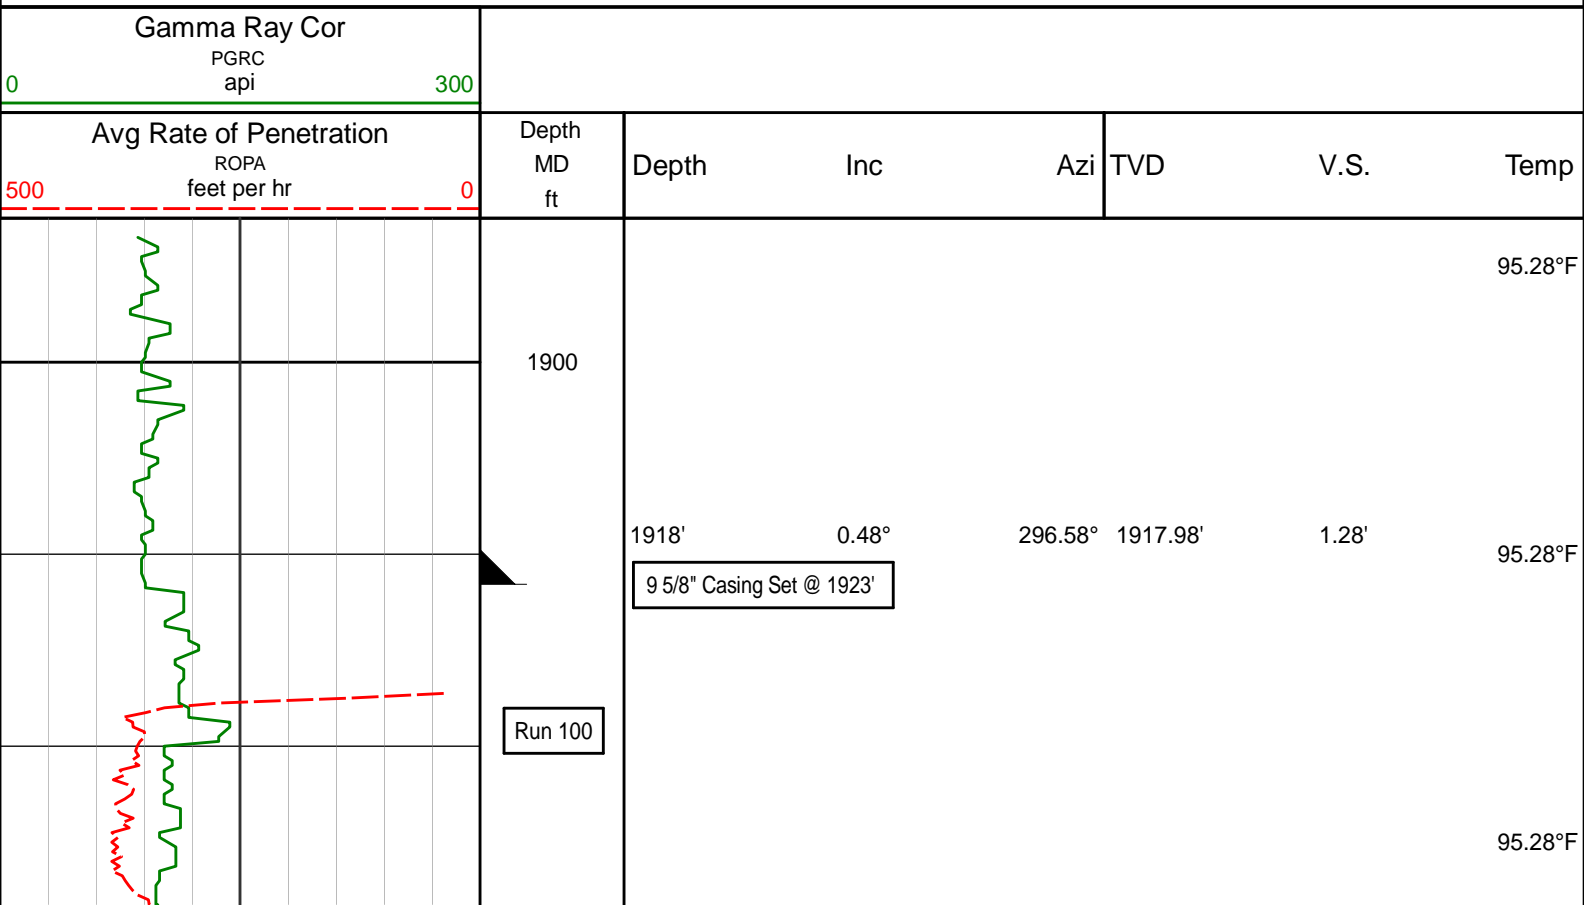 Gamma Ray Cor
PGRC
0 api 300
Avg Rate of Penetration
ROPA
500 feet per hr 0
Depth
MD
ft
Depth Inc Azi TVD V.S. Temp
95.28°F
1900
1918' 0.48° 296.58° 1917.98' 1.28'
95.28°F
9 5/8" Casing Set @ 1923'
Run 100
95.28°F